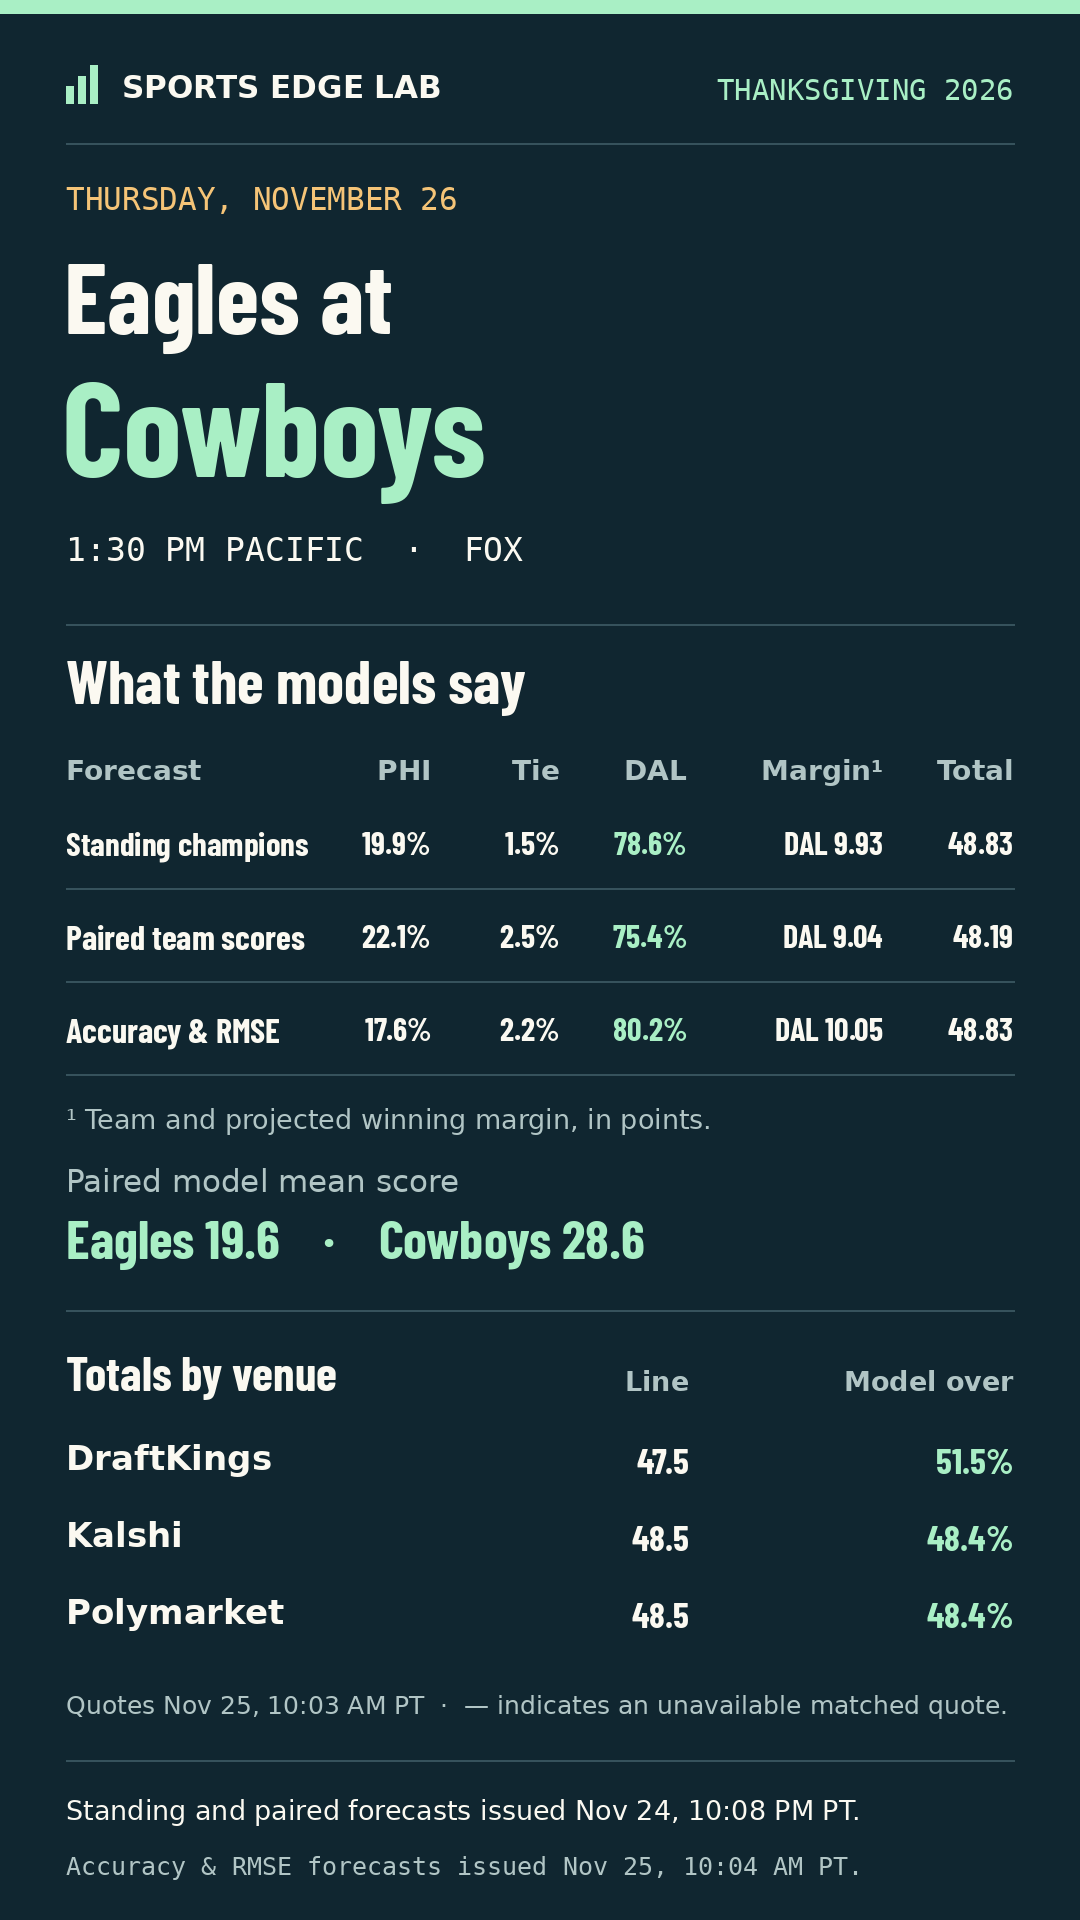 SPORTS EDGE LAB THANKSGIVING 2026
THURSDAY, NOVEMBER 26
Eagles at
Cowboys
1:30 PM PACIFIC · FOX
What the models say
Forecast PHI Tie DAL Margin¹ Total
Standing champions 19.9% 1.5% 78.6% DAL 9.93 48.83
Paired team scores 22.1% 2.5% 75.4% DAL 9.04 48.19
Accuracy & RMSE 17.6% 2.2% 80.2% DAL 10.05 48.83
¹ Team and projected winning margin, in points.
Paired model mean score
Eagles 19.6 · Cowboys 28.6
Totals by venue Line Model over
DraftKings 47.5 51.5%
Kalshi 48.5 48.4%
Polymarket 48.5 48.4%
Quotes Nov 25, 10:03 AM PT · — indicates an unavailable matched quote.
Standing and paired forecasts issued Nov 24, 10:08 PM PT.
Accuracy & RMSE forecasts issued Nov 25, 10:04 AM PT.